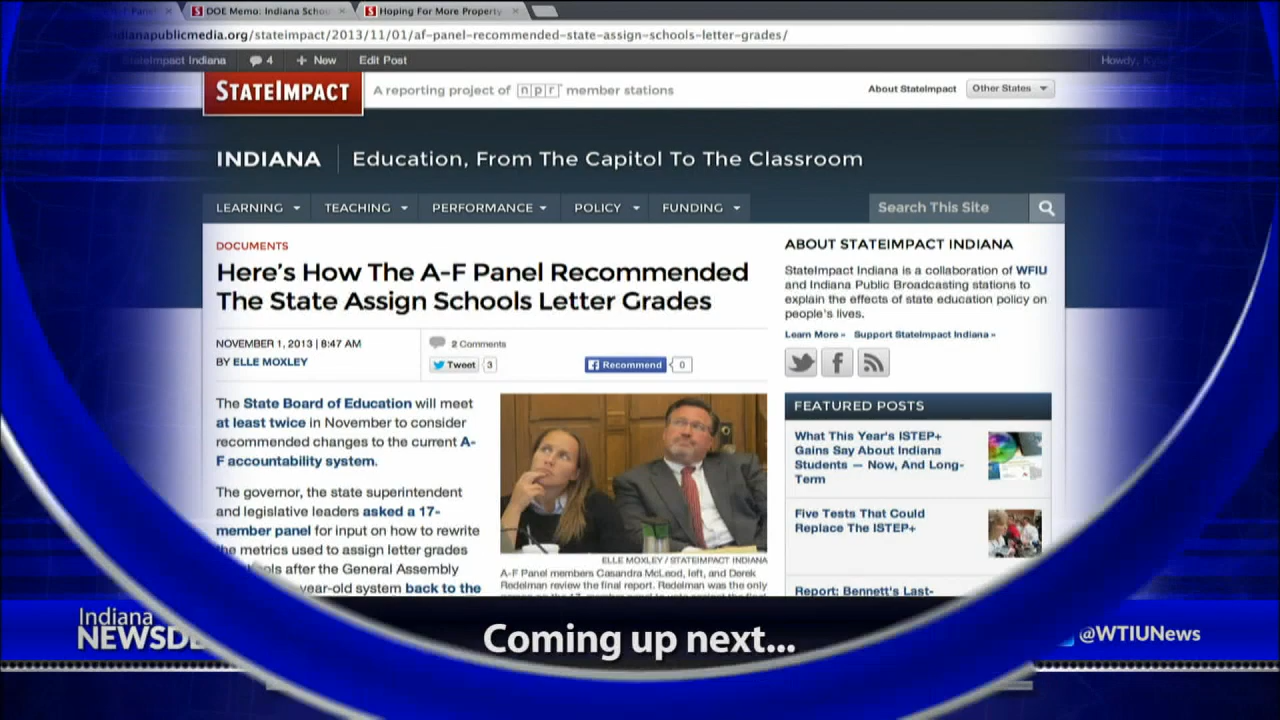 DOE Memo: Indiana Schoo
Hoping For More Property
indianapublicmedia.org/stateimpact/2013/11/01/af-panel-recommended-state-assign-schools-letter-grades/
StateImpact Indiana 4 + New Edit Post Howdy,
STATEIMPACT A reporting project of npr member stations About StateImpact Other States
INDIANA Education, From The Capitol To The Classroom
LEARNING TEACHING PERFORMANCE POLICY FUNDING Search This Site
DOCUMENTS
Here's How The A-F Panel Recommended
The State Assign Schools Letter Grades
NOVEMBER 1, 2013 | 8:47 AM
BY ELLE MOXLEY
2 Comments
Tweet 3 Recommend 0
The State Board of Education will meet
at least twice in November to consider
recommended changes to the current A-
F accountability system.
The governor, the state superintendent
and legislative leaders asked a 17-
member panel for input on how to rewrite
the metrics used to assign letter grades
ols after the General Assembly
year-old system back to the
ELLE MOXLEY / STATEIMPACT INDIANA
A-F Panel members Casandra McLeod, left, and Derek
Redelman review the final report. Redelman was the only
ABOUT STATEIMPACT INDIANA
StateImpact Indiana is a collaboration of WFIU
and Indiana Public Broadcasting stations to
explain the effects of state education policy on
people's lives.
Learn More » Support StateImpact Indiana »
FEATURED POSTS
What This Year's ISTEP+
Gains Say About Indiana
Students — Now, And Long-
Term
Five Tests That Could
Replace The ISTEP+
Report: Bennett's Last-
Indiana
NEWSDE
Coming up next...
@WTIUNews